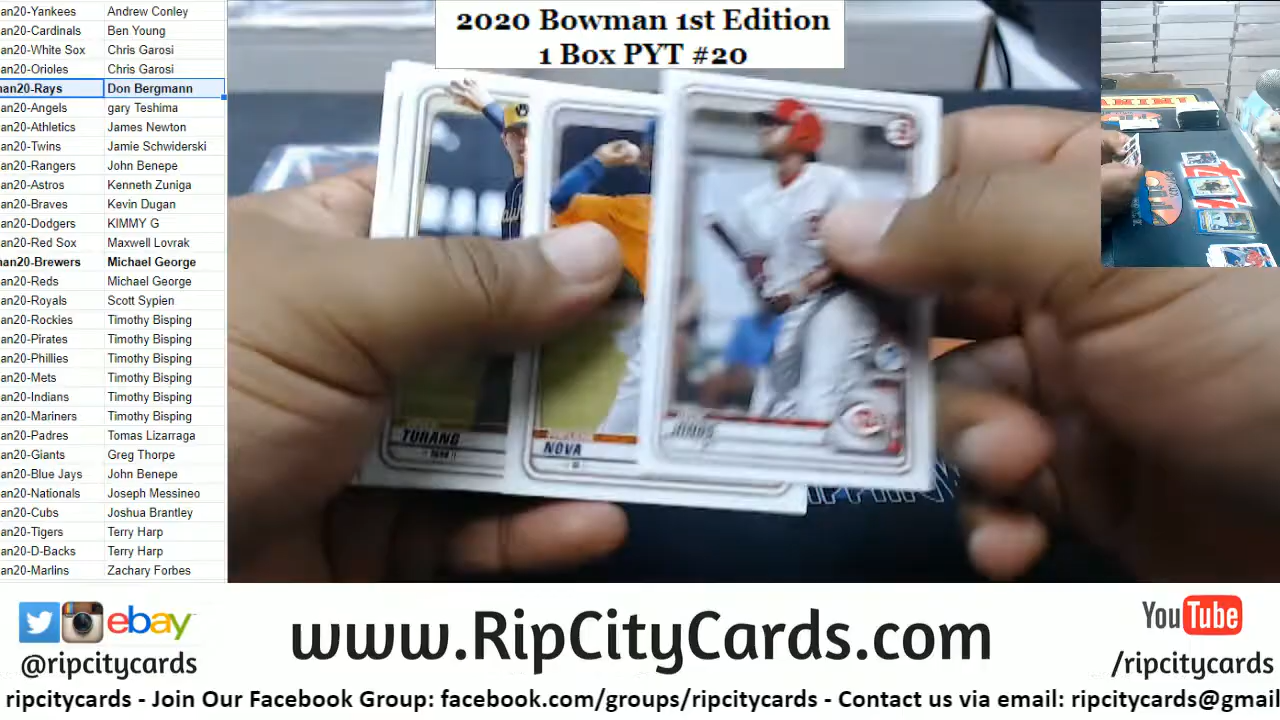 2020 Bowman 1st Edition
1 Box PYT #20
an20-Yankees Andrew Conley
an20-Cardinals Ben Young
an20-White Sox Chris Garosi
an20-Orioles Chris Garosi
nan20-Rays Don Bergmann
an20-Angels gary Teshima
an20-Athletics James Newton
an20-Twins Jamie Schwiderski
an20-Rangers John Benepe
an20-Astros Kenneth Zuniga
an20-Braves Kevin Dugan
an20-Dodgers KIMMY G
an20-Red Sox Maxwell Lovrak
nan20-Brewers Michael George
an20-Reds Michael George
an20-Royals Scott Sypien
an20-Rockies Timothy Bisping
an20-Pirates Timothy Bisping
an20-Phillies Timothy Bisping
an20-Mets Timothy Bisping
an20-Indians Timothy Bisping
an20-Mariners Timothy Bisping
an20-Padres Tomas Lizarraga
an20-Giants Greg Thorpe
an20-Blue Jays John Benepe
an20-Nationals Joseph Messineo
an20-Cubs Joshua Brantley
an20-Tigers Terry Harp
an20-D-Backs Terry Harp
an20-Marlins Zachary Forbes
TURANG
NOVA
PANINI
ebay
@ripcitycards
www.RipCityCards.com
YouTube
/ripcitycards
ripcitycards - Join Our Facebook Group: facebook.com/groups/ripcitycards - Contact us via email: ripcitycards@gmail